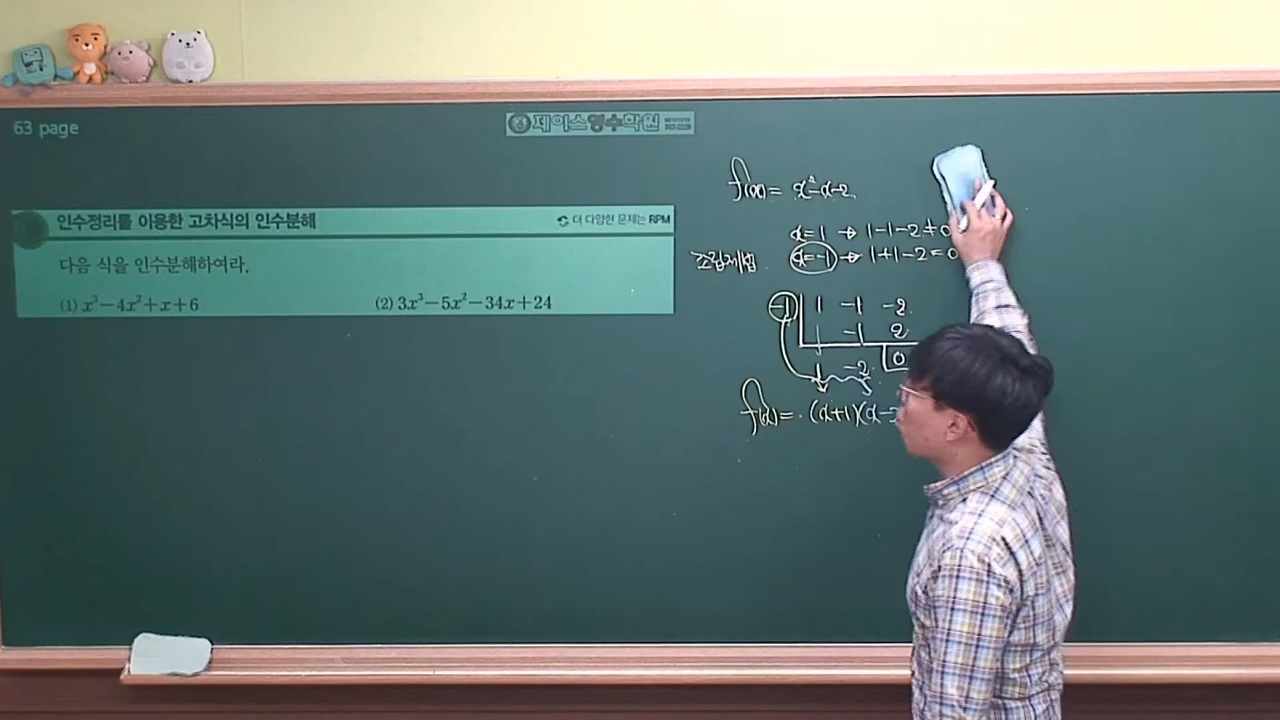 63 page
제이스영수학원
인수정리를 이용한 고차식의 인수분해
더 다양한 문제는 RPM
다음 식을 인수분해하여라.
(1) x³−4x²+x+6
(2) 3x³−5x²−34x+24
f(x) = x²−x−2
x=1 → 1−1−2≠0
조립제법
x=−1 → 1+1−2=0
−1 1 −1 −2
−1 2
1 −2 0
f(x) = (x+1)(x−